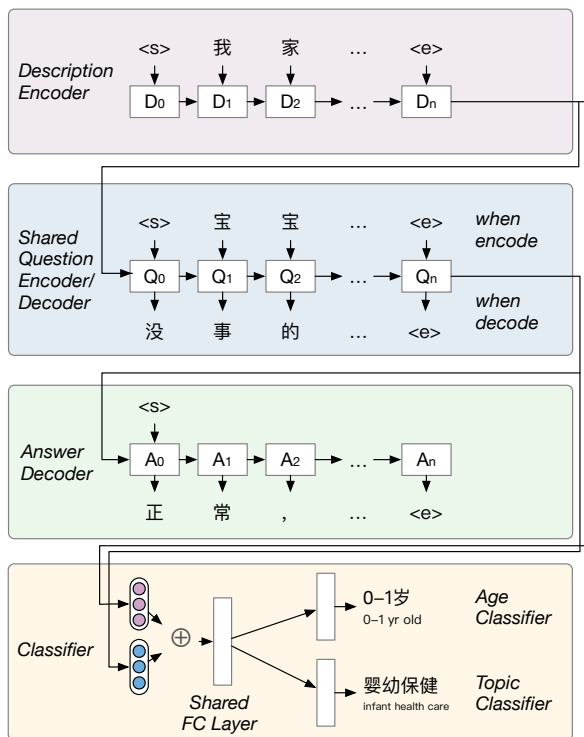 Description
Encoder
<s> 我 家 … <e>
D0 D1 D2 … Dn
Shared
Question
Encoder/
Decoder
<s> 宝 宝 … <e>
when
encode
Q0 Q1 Q2 … Qn
when
decode
没 事 的 … <e>
Answer
Decoder
<s>
A0 A1 A2 … An
正 常 , … <e>
Classifier
Shared
FC Layer
0–1岁
0–1 yr old
Age
Classifier
婴幼保健
infant health care
Topic
Classifier